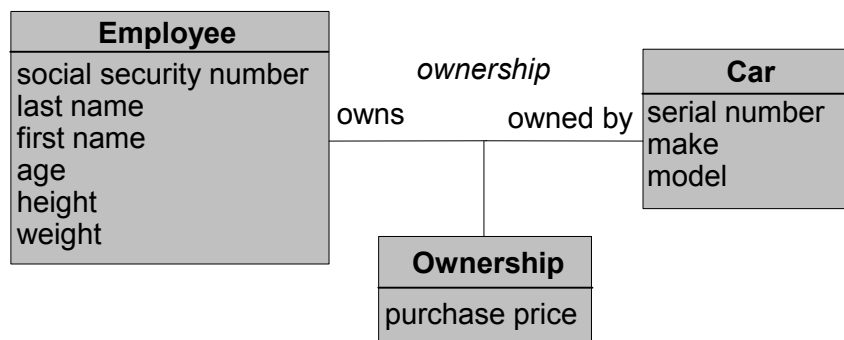 Employee
social security number
last name
first name
age
height
weight
ownership
owns
owned by
Car
serial number
make
model
Ownership
purchase price